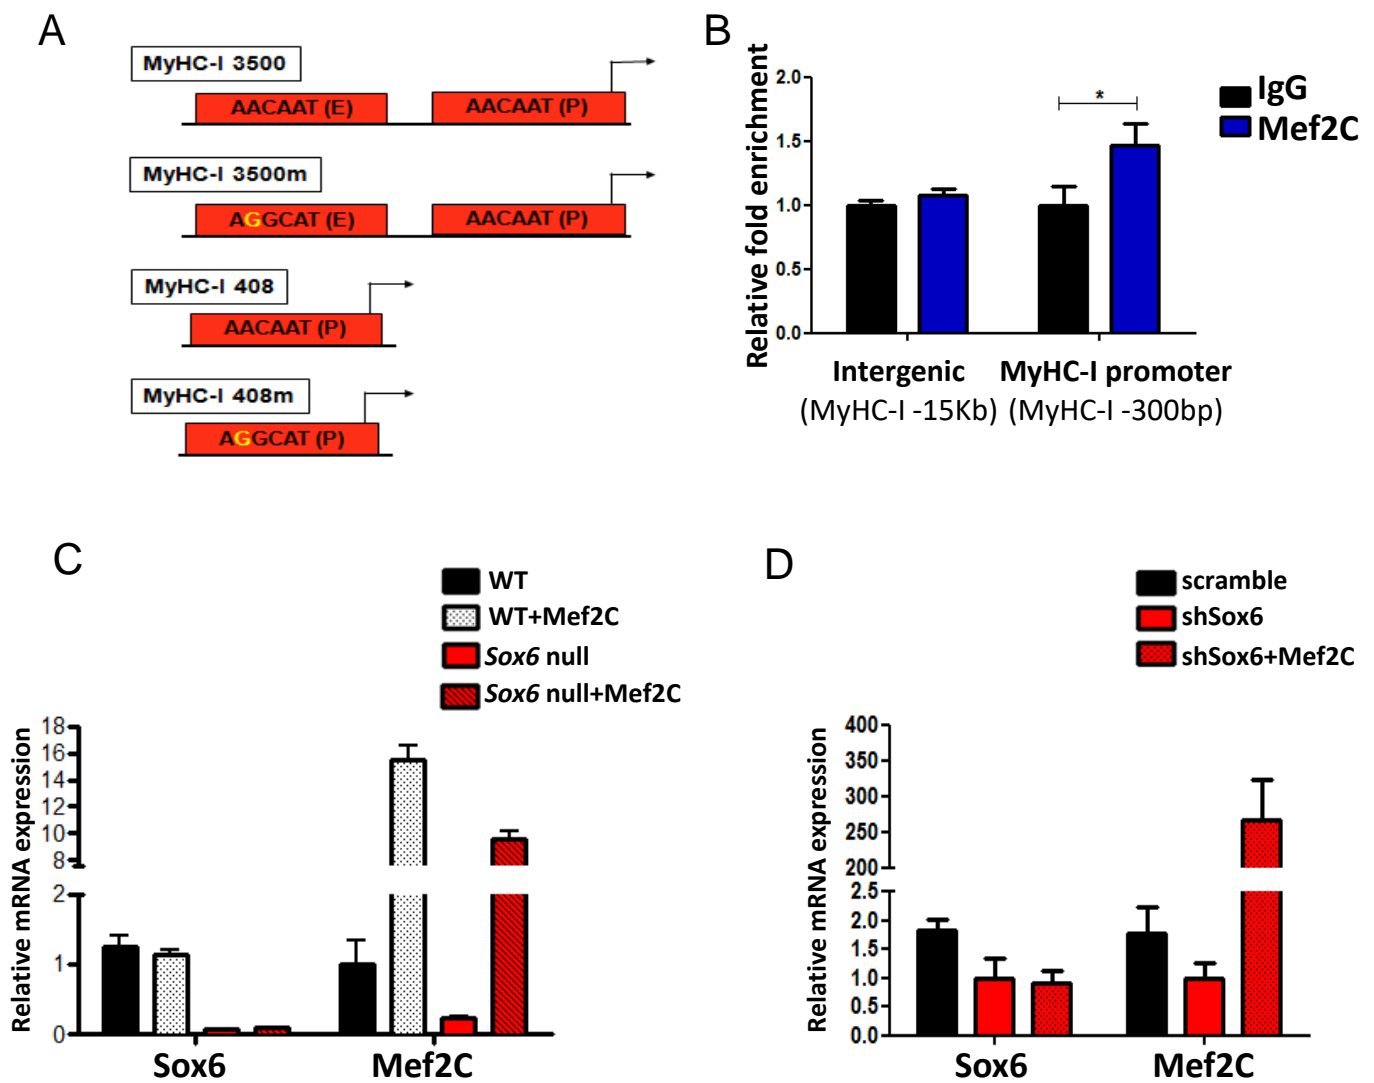 A
MyHC-I 3500
AACAAT (E) AACAAT (P)
MyHC-I 3500m
AGGCAT (E) AACAAT (P)
MyHC-I 408
AACAAT (P)
MyHC-I 408m
AGGCAT (P)
B
Relative fold enrichment
2.0
1.5
1.0
0.5
0.0
*
IgG
Mef2C
Intergenic MyHC-I promoter
(MyHC-I -15Kb) (MyHC-I -300bp)
C
WT
WT+Mef2C
Sox6 null
Sox6 null+Mef2C
Relative mRNA expression
18
16
14
12
10
8
2
1
0
Sox6 Mef2C
D
scramble
shSox6
shSox6+Mef2C
Relative mRNA expression
400
350
300
250
200
2.5
2.0
1.5
1.0
0.5
0.0
Sox6 Mef2C